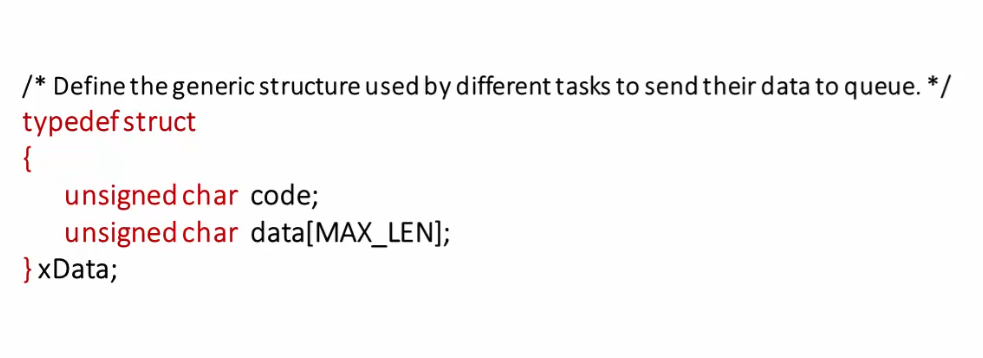 /* Define the generic structure used by different tasks to send their data to queue. */
typedef struct
{
unsigned char code;
unsigned char data[MAX_LEN];
} xData;